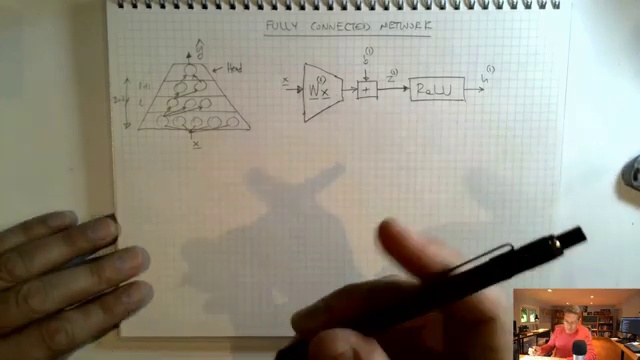 FULLY CONNECTED NETWORK
ŷ
Head
x
W⁽¹⁾x
b⁽¹⁾
+
z⁽¹⁾
ReLU
h⁽¹⁾
x